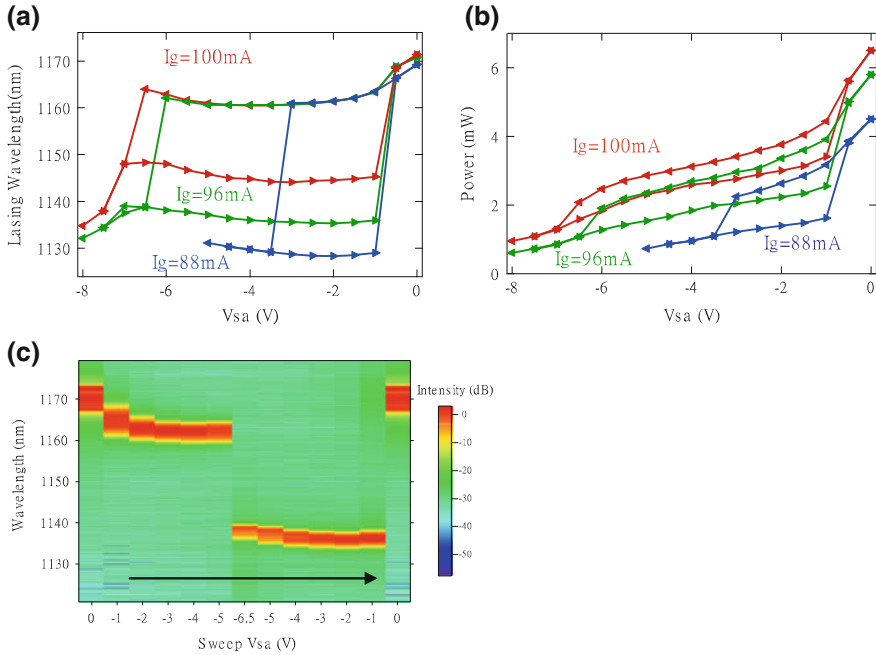 (a)
1170
1160
1150
1140
1130
Lasing Wavelength(nm)
Ig=100mA
Ig=96mA
Ig=88mA
-8 -6 -4 -2 0
Vsa (V)
(b)
6
4
2
0
Power (mW)
Ig=100mA
Ig=96mA
Ig=88mA
-8 -6 -4 -2 0
Vsa (V)
(c)
1170
1160
1150
1140
1130
Wavelength (nm)
0 -1 -2 -3 -4 -5 -6.5 -5 -4 -3 -2 -1 0
Sweep Vsa (V)
Intensity (dB)
0
-10
-20
-30
-40
-50